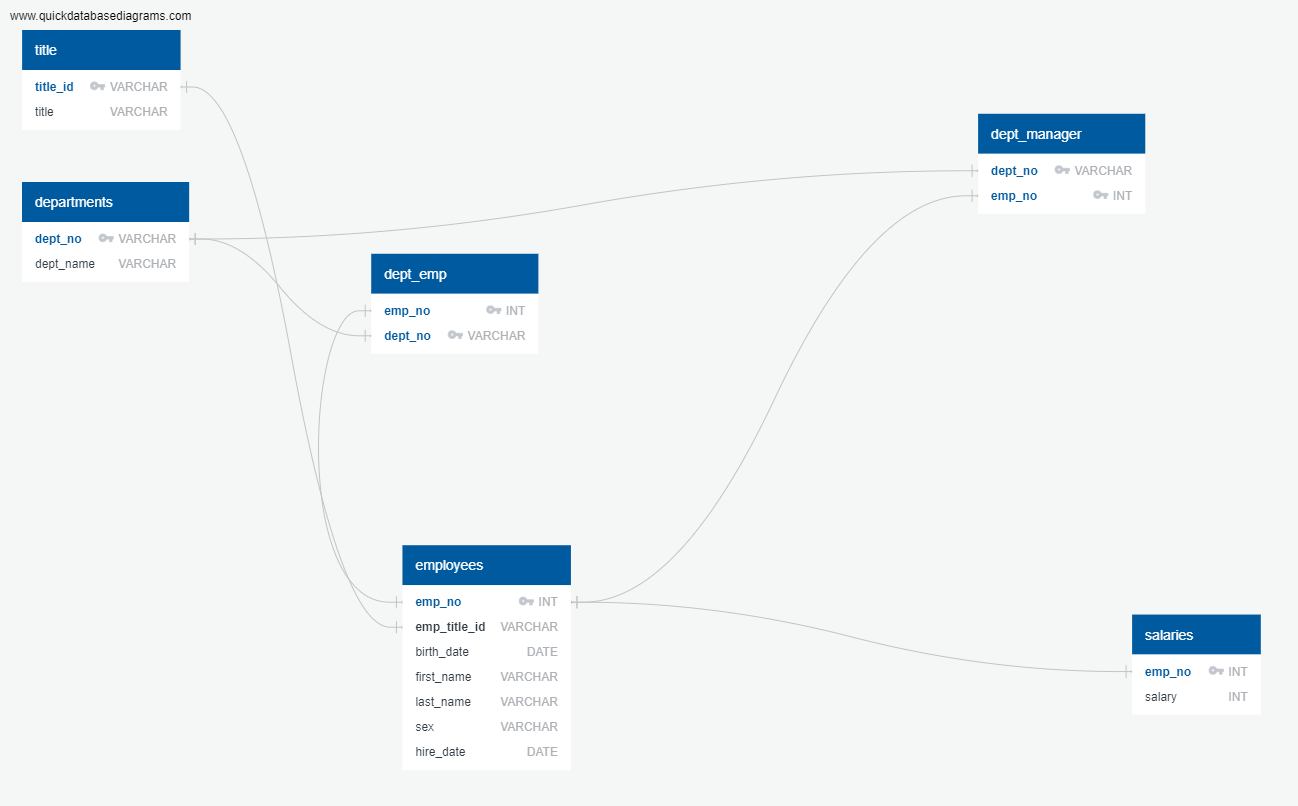 www.quickdatabasediagrams.com
title
title_id VARCHAR
title VARCHAR
departments
dept_no VARCHAR
dept_name VARCHAR
dept_emp
emp_no INT
dept_no VARCHAR
dept_manager
dept_no VARCHAR
emp_no INT
employees
emp_no INT
emp_title_id VARCHAR
birth_date DATE
first_name VARCHAR
last_name VARCHAR
sex VARCHAR
hire_date DATE
salaries
emp_no INT
salary INT